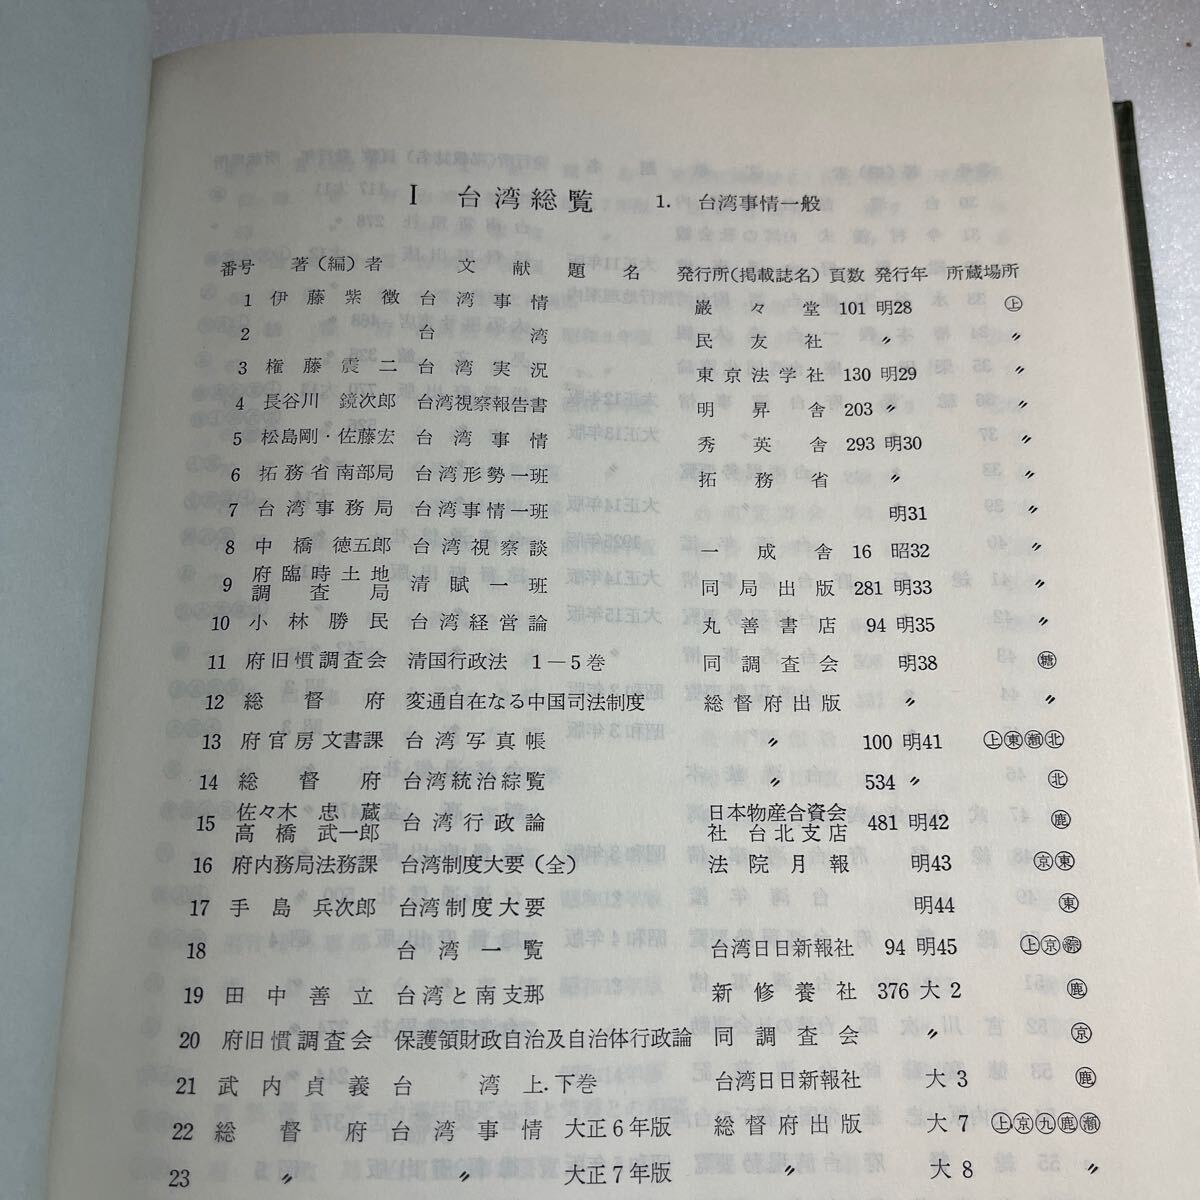 I 台湾総覧 1. 台湾事情一般
番号 著(編)者 文献題名 発行所(掲載誌名) 頁数 発行年 所蔵場所
1 伊藤紫微 台湾事情 巌々堂 101 明28 ㊤
2 台湾 民友社 〃 〃
3 権藤震二 台湾実況 東京法学社 130 明29 〃
4 長谷川鏡次郎 台湾視察報告書 明昇舎 203 〃 〃
5 松島剛・佐藤宏 台湾事情 秀英舎 293 明30 〃
6 拓務省南部局 台湾形勢一班 拓務省 〃 〃
7 台湾事務局 台湾事情一班 明31 〃
8 中橋徳五郎 台湾視察談 一成舎 16 昭32 〃
9 府臨時土地調査局 清賦一班 同局出版 281 明33 〃
10 小林勝民 台湾経営論 丸善書店 94 明35 〃
11 府旧慣調査会 清国行政法 1－5巻 同調査会 明38 糖
12 総督府 変通自在なる中国司法制度 総督府出版 〃 〃
13 府官房文書課 台湾写真帳 〃 100 明41 上東瀬北
14 総督府 台湾統治綜覧 〃 534 〃 北
15 佐々木忠蔵 高橋武一郎 台湾行政論 日本物産合資会社台北支店 481 明42 鹿
16 府内務局法務課 台湾制度大要(全) 法院月報 明43 京東
17 手島兵次郎 台湾制度大要 明44 東
18 台湾一覧 台湾日日新報社 94 明45 上京綜
19 田中善立 台湾と南支那 新修養社 376 大2 鹿
20 府旧慣調査会 保護領財政自治及自治体行政論 同調査会 〃 京
21 武内貞義 台湾 上.下巻 台湾日日新報社 大3 鹿
22 総督府 台湾事情 大正6年版 総督府出版 大7 上京九鹿瀬
23 〃 〃 大正7年版 〃 大8 〃